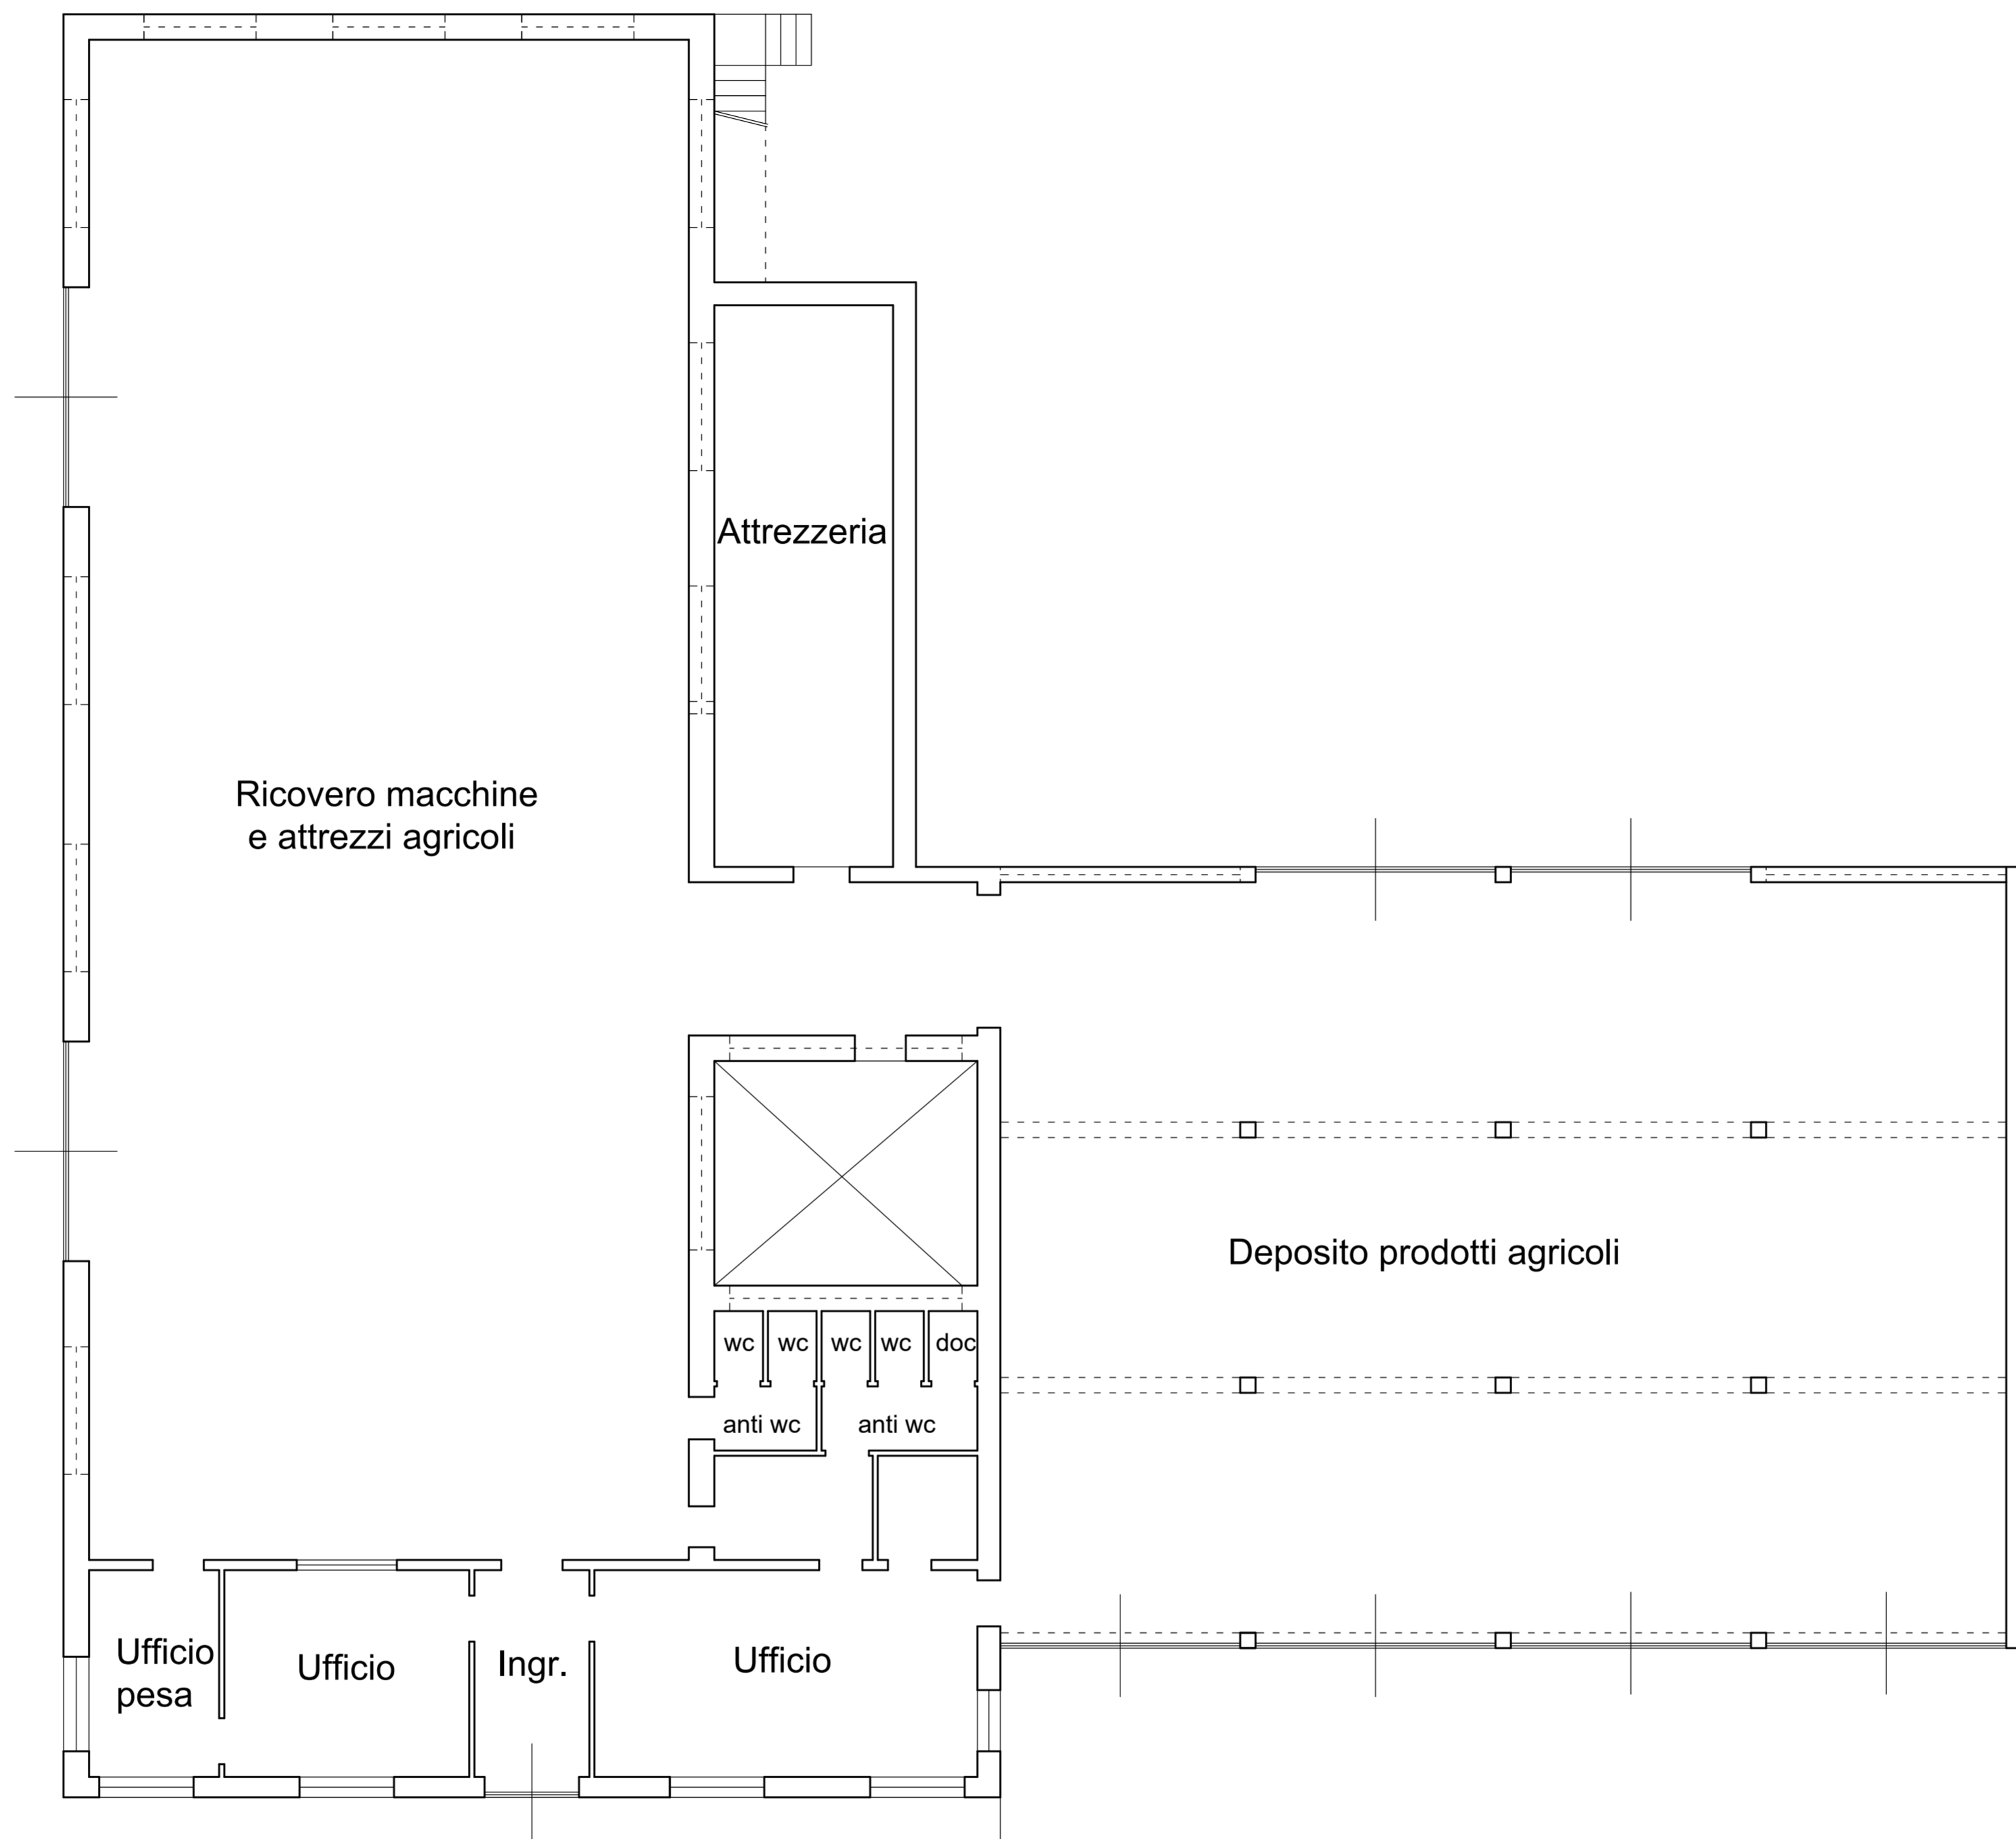 Attrezzeria
Ricovero macchine
e attrezzi agricoli
Deposito prodotti agricoli
wc
wc
wc
wc
doc
anti wc
anti wc
Ufficio
pesa
Ufficio
Ingr.
Ufficio